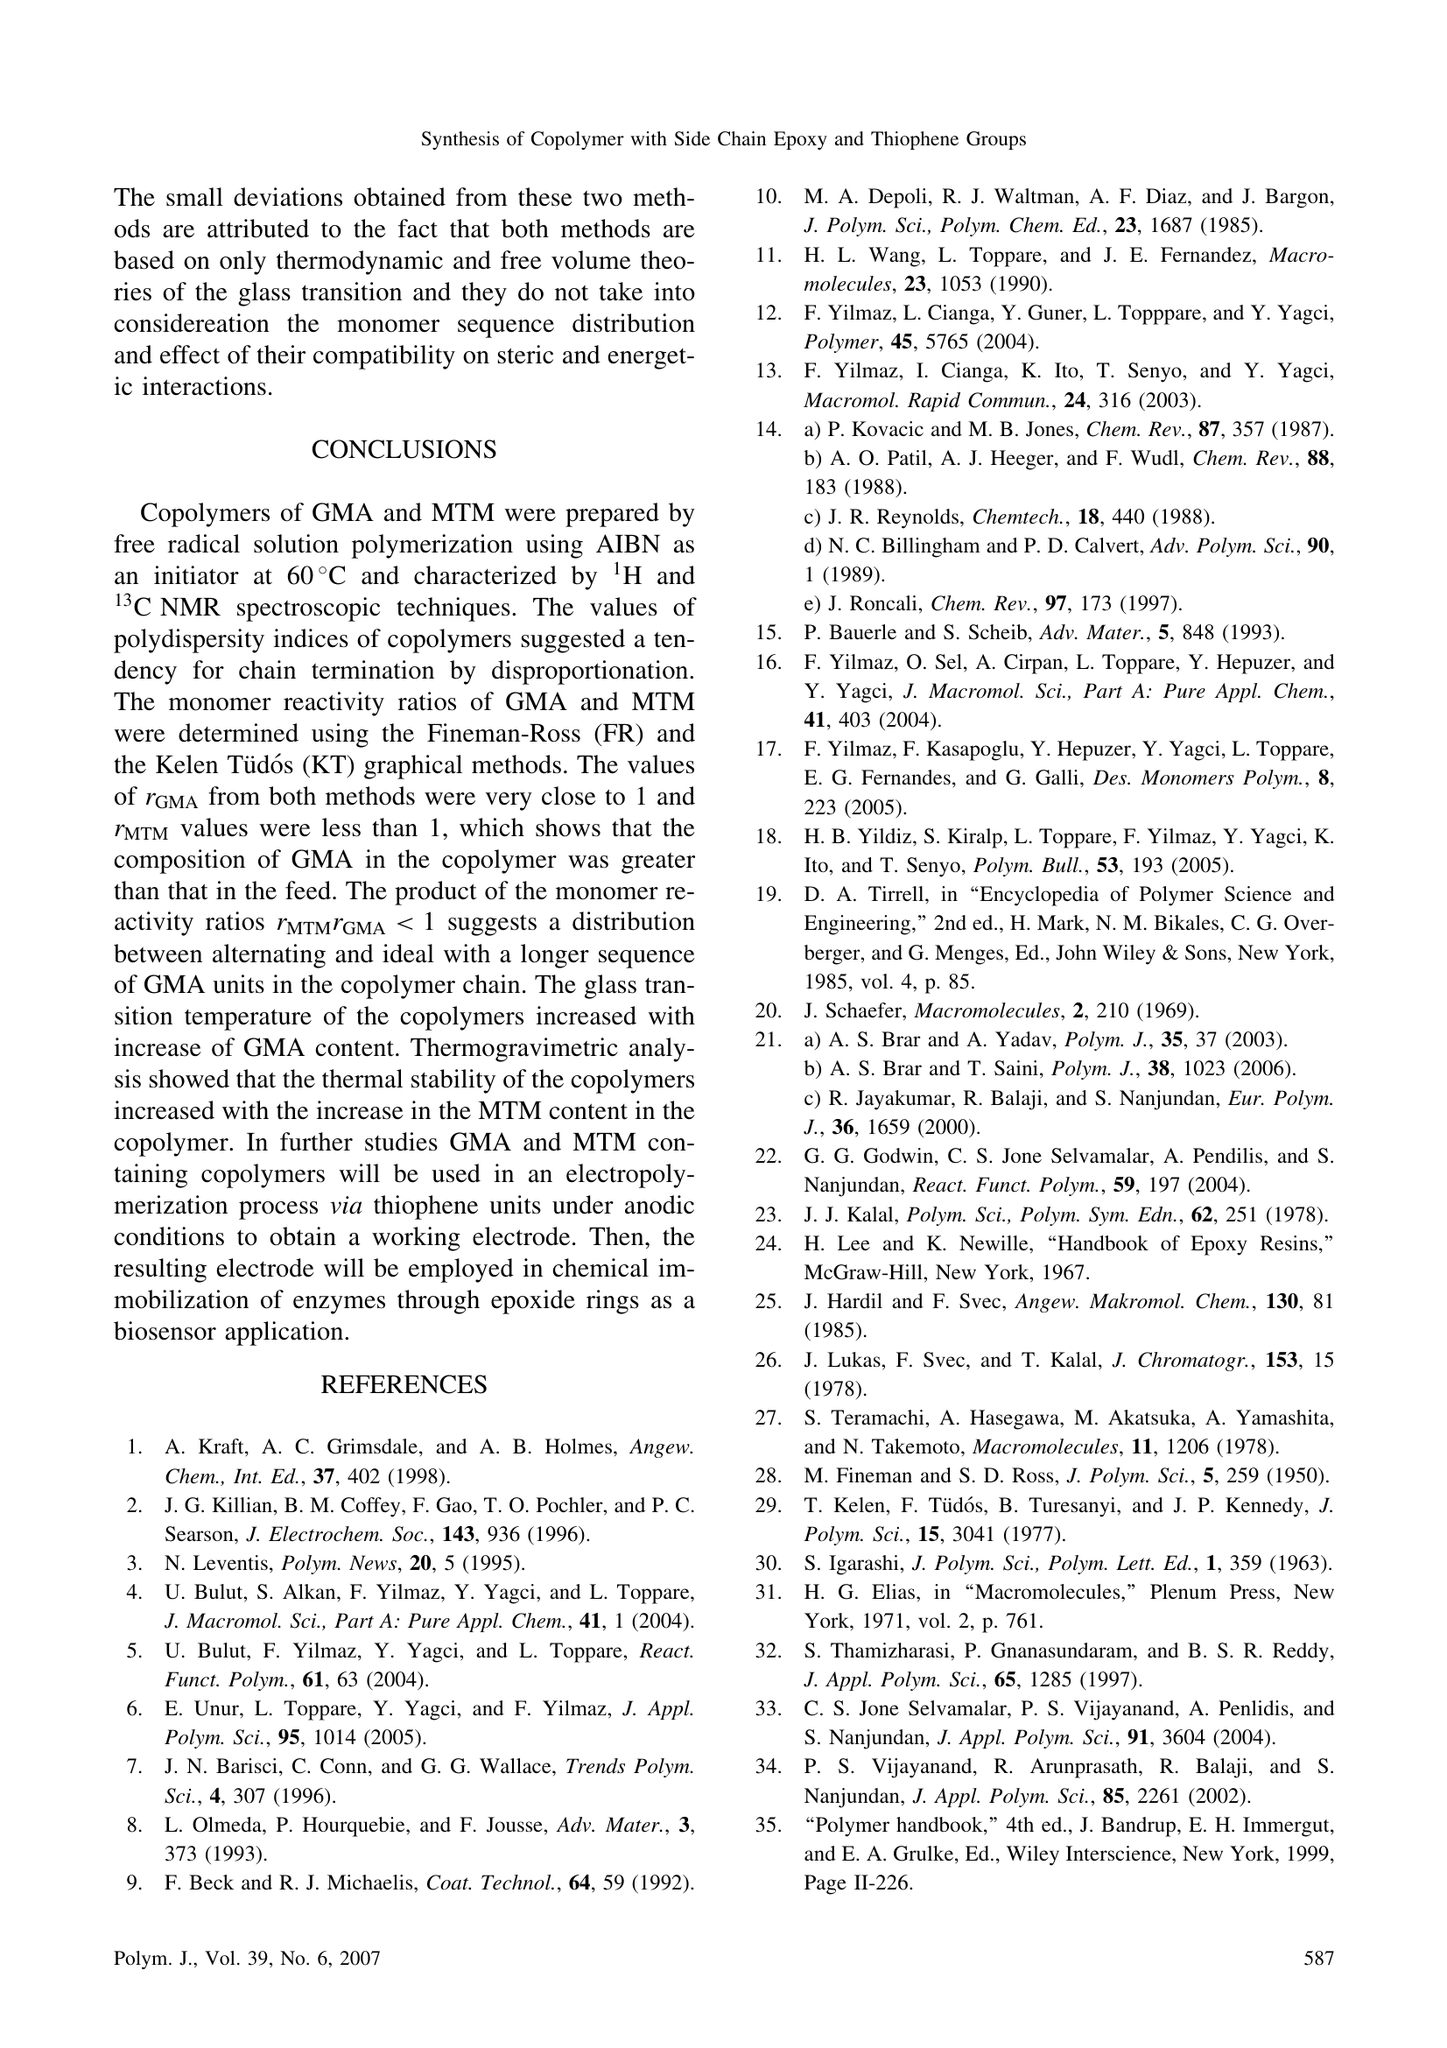 Synthesis of Copolymer with Side Chain Epoxy and Thiophene Groups
The small deviations obtained from these two meth-
ods are attributed to the fact that both methods are
based on only thermodynamic and free volume theo-
ries of the glass transition and they do not take into
considereation the monomer sequence distribution
and effect of their compatibility on steric and energet-
ic interactions.
CONCLUSIONS
Copolymers of GMA and MTM were prepared by
free radical solution polymerization using AIBN as
an initiator at 60 °C and characterized by ¹H and
¹³C NMR spectroscopic techniques. The values of
polydispersity indices of copolymers suggested a ten-
dency for chain termination by disproportionation.
The monomer reactivity ratios of GMA and MTM
were determined using the Fineman-Ross (FR) and
the Kelen Tüdós (KT) graphical methods. The values
of rGMA from both methods were very close to 1 and
rMTM values were less than 1, which shows that the
composition of GMA in the copolymer was greater
than that in the feed. The product of the monomer re-
activity ratios rMTMrGMA < 1 suggests a distribution
between alternating and ideal with a longer sequence
of GMA units in the copolymer chain. The glass tran-
sition temperature of the copolymers increased with
increase of GMA content. Thermogravimetric analy-
sis showed that the thermal stability of the copolymers
increased with the increase in the MTM content in the
copolymer. In further studies GMA and MTM con-
taining copolymers will be used in an electropoly-
merization process via thiophene units under anodic
conditions to obtain a working electrode. Then, the
resulting electrode will be employed in chemical im-
mobilization of enzymes through epoxide rings as a
biosensor application.
REFERENCES
1. A. Kraft, A. C. Grimsdale, and A. B. Holmes, Angew.
Chem., Int. Ed., 37, 402 (1998).
2. J. G. Killian, B. M. Coffey, F. Gao, T. O. Pochler, and P. C.
Searson, J. Electrochem. Soc., 143, 936 (1996).
3. N. Leventis, Polym. News, 20, 5 (1995).
4. U. Bulut, S. Alkan, F. Yilmaz, Y. Yagci, and L. Toppare,
J. Macromol. Sci., Part A: Pure Appl. Chem., 41, 1 (2004).
5. U. Bulut, F. Yilmaz, Y. Yagci, and L. Toppare, React.
Funct. Polym., 61, 63 (2004).
6. E. Unur, L. Toppare, Y. Yagci, and F. Yilmaz, J. Appl.
Polym. Sci., 95, 1014 (2005).
7. J. N. Barisci, C. Conn, and G. G. Wallace, Trends Polym.
Sci., 4, 307 (1996).
8. L. Olmeda, P. Hourquebie, and F. Jousse, Adv. Mater., 3,
373 (1993).
9. F. Beck and R. J. Michaelis, Coat. Technol., 64, 59 (1992).
10. M. A. Depoli, R. J. Waltman, A. F. Diaz, and J. Bargon,
J. Polym. Sci., Polym. Chem. Ed., 23, 1687 (1985).
11. H. L. Wang, L. Toppare, and J. E. Fernandez, Macro-
molecules, 23, 1053 (1990).
12. F. Yilmaz, L. Cianga, Y. Guner, L. Topppare, and Y. Yagci,
Polymer, 45, 5765 (2004).
13. F. Yilmaz, I. Cianga, K. Ito, T. Senyo, and Y. Yagci,
Macromol. Rapid Commun., 24, 316 (2003).
14. a) P. Kovacic and M. B. Jones, Chem. Rev., 87, 357 (1987).
b) A. O. Patil, A. J. Heeger, and F. Wudl, Chem. Rev., 88,
183 (1988).
c) J. R. Reynolds, Chemtech., 18, 440 (1988).
d) N. C. Billingham and P. D. Calvert, Adv. Polym. Sci., 90,
1 (1989).
e) J. Roncali, Chem. Rev., 97, 173 (1997).
15. P. Bauerle and S. Scheib, Adv. Mater., 5, 848 (1993).
16. F. Yilmaz, O. Sel, A. Cirpan, L. Toppare, Y. Hepuzer, and
Y. Yagci, J. Macromol. Sci., Part A: Pure Appl. Chem.,
41, 403 (2004).
17. F. Yilmaz, F. Kasapoglu, Y. Hepuzer, Y. Yagci, L. Toppare,
E. G. Fernandes, and G. Galli, Des. Monomers Polym., 8,
223 (2005).
18. H. B. Yildiz, S. Kiralp, L. Toppare, F. Yilmaz, Y. Yagci, K.
Ito, and T. Senyo, Polym. Bull., 53, 193 (2005).
19. D. A. Tirrell, in “Encyclopedia of Polymer Science and
Engineering,” 2nd ed., H. Mark, N. M. Bikales, C. G. Over-
berger, and G. Menges, Ed., John Wiley & Sons, New York,
1985, vol. 4, p. 85.
20. J. Schaefer, Macromolecules, 2, 210 (1969).
21. a) A. S. Brar and A. Yadav, Polym. J., 35, 37 (2003).
b) A. S. Brar and T. Saini, Polym. J., 38, 1023 (2006).
c) R. Jayakumar, R. Balaji, and S. Nanjundan, Eur. Polym.
J., 36, 1659 (2000).
22. G. G. Godwin, C. S. Jone Selvamalar, A. Pendilis, and S.
Nanjundan, React. Funct. Polym., 59, 197 (2004).
23. J. J. Kalal, Polym. Sci., Polym. Sym. Edn., 62, 251 (1978).
24. H. Lee and K. Newille, “Handbook of Epoxy Resins,”
McGraw-Hill, New York, 1967.
25. J. Hardil and F. Svec, Angew. Makromol. Chem., 130, 81
(1985).
26. J. Lukas, F. Svec, and T. Kalal, J. Chromatogr., 153, 15
(1978).
27. S. Teramachi, A. Hasegawa, M. Akatsuka, A. Yamashita,
and N. Takemoto, Macromolecules, 11, 1206 (1978).
28. M. Fineman and S. D. Ross, J. Polym. Sci., 5, 259 (1950).
29. T. Kelen, F. Tüdós, B. Turesanyi, and J. P. Kennedy, J.
Polym. Sci., 15, 3041 (1977).
30. S. Igarashi, J. Polym. Sci., Polym. Lett. Ed., 1, 359 (1963).
31. H. G. Elias, in “Macromolecules,” Plenum Press, New
York, 1971, vol. 2, p. 761.
32. S. Thamizharasi, P. Gnanasundaram, and B. S. R. Reddy,
J. Appl. Polym. Sci., 65, 1285 (1997).
33. C. S. Jone Selvamalar, P. S. Vijayanand, A. Penlidis, and
S. Nanjundan, J. Appl. Polym. Sci., 91, 3604 (2004).
34. P. S. Vijayanand, R. Arunprasath, R. Balaji, and S.
Nanjundan, J. Appl. Polym. Sci., 85, 2261 (2002).
35. “Polymer handbook,” 4th ed., J. Bandrup, E. H. Immergut,
and E. A. Grulke, Ed., Wiley Interscience, New York, 1999,
Page II-226.
Polym. J., Vol. 39, No. 6, 2007
587